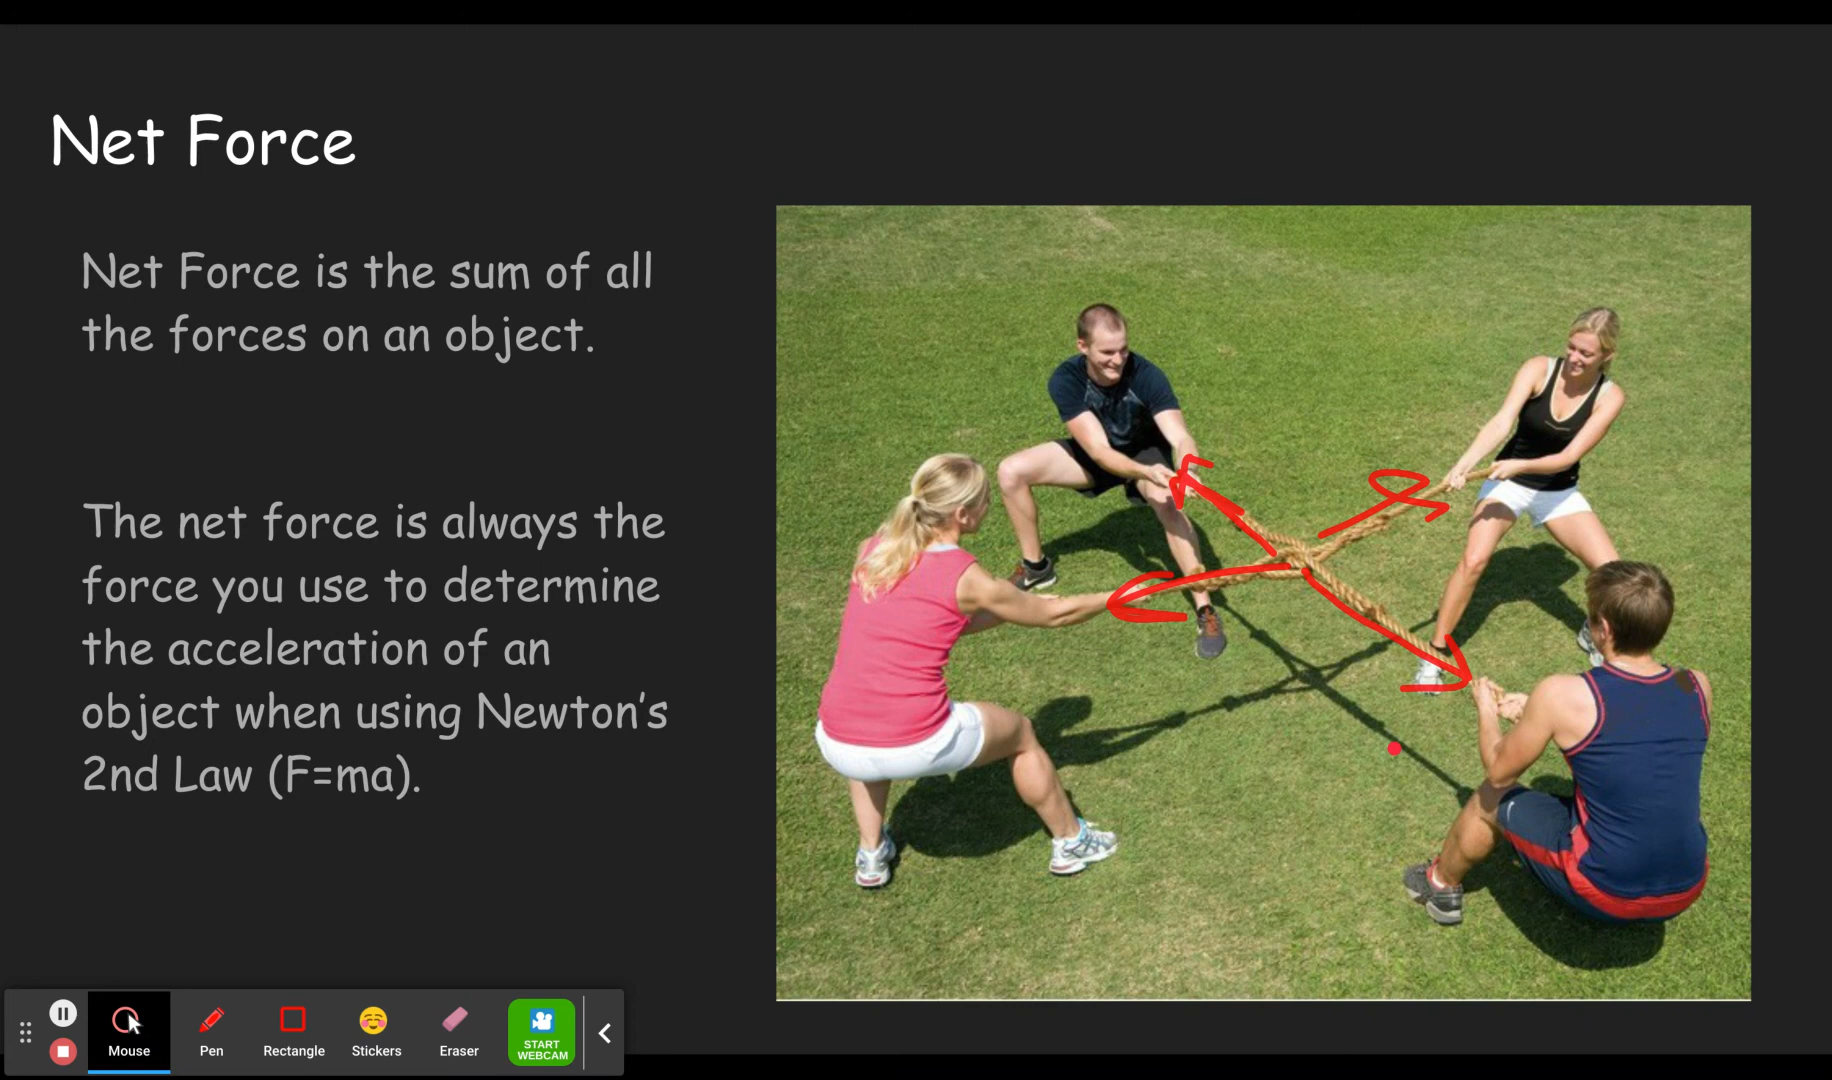 Net Force
Net Force is the sum of all
the forces on an object.
The net force is always the
force you use to determine
the acceleration of an
object when using Newton's
2nd Law (F=ma).
Mouse
Pen
Rectangle
Stickers
Eraser
START
WEBCAM